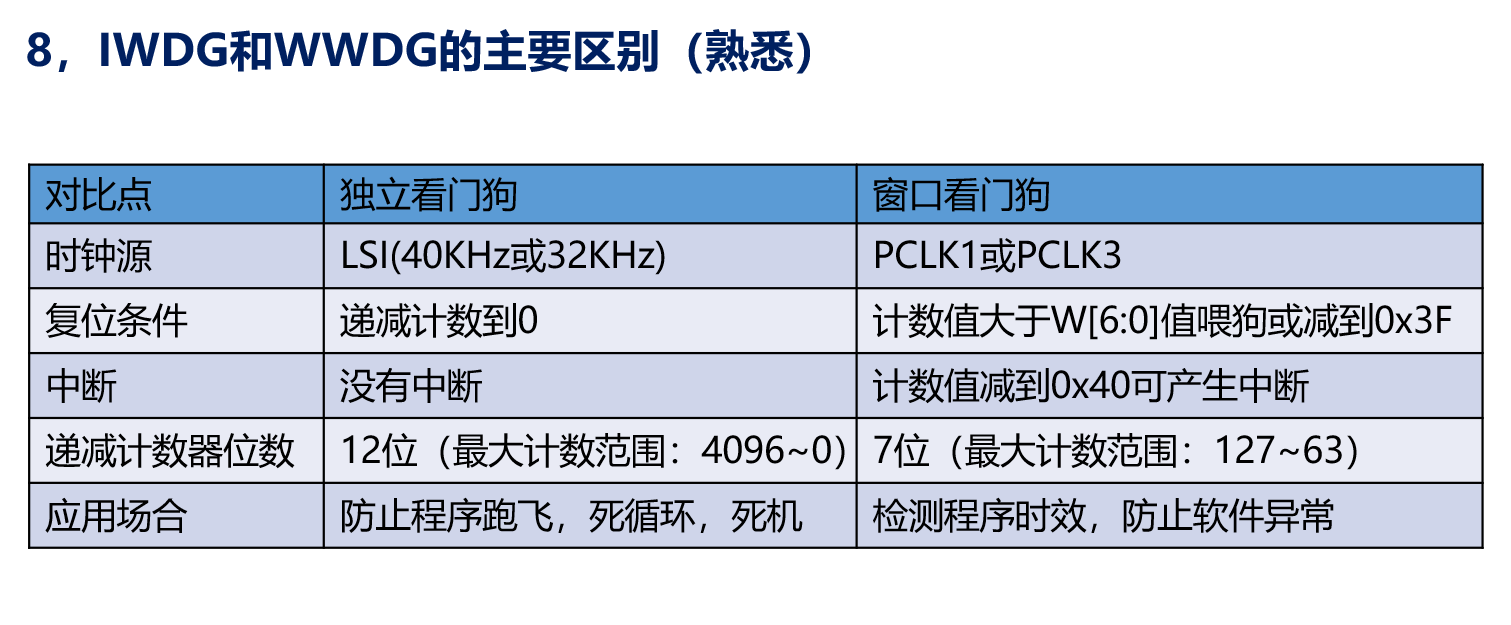 8，IWDG和WWDG的主要区别（熟悉）
对比点 独立看门狗 窗口看门狗
时钟源 LSI(40KHz或32KHz) PCLK1或PCLK3
复位条件 递减计数到0 计数值大于W[6:0]值喂狗或减到0x3F
中断 没有中断 计数值减到0x40可产生中断
递减计数器位数 12位（最大计数范围：4096~0） 7位（最大计数范围：127~63）
应用场合 防止程序跑飞，死循环，死机 检测程序时效，防止软件异常